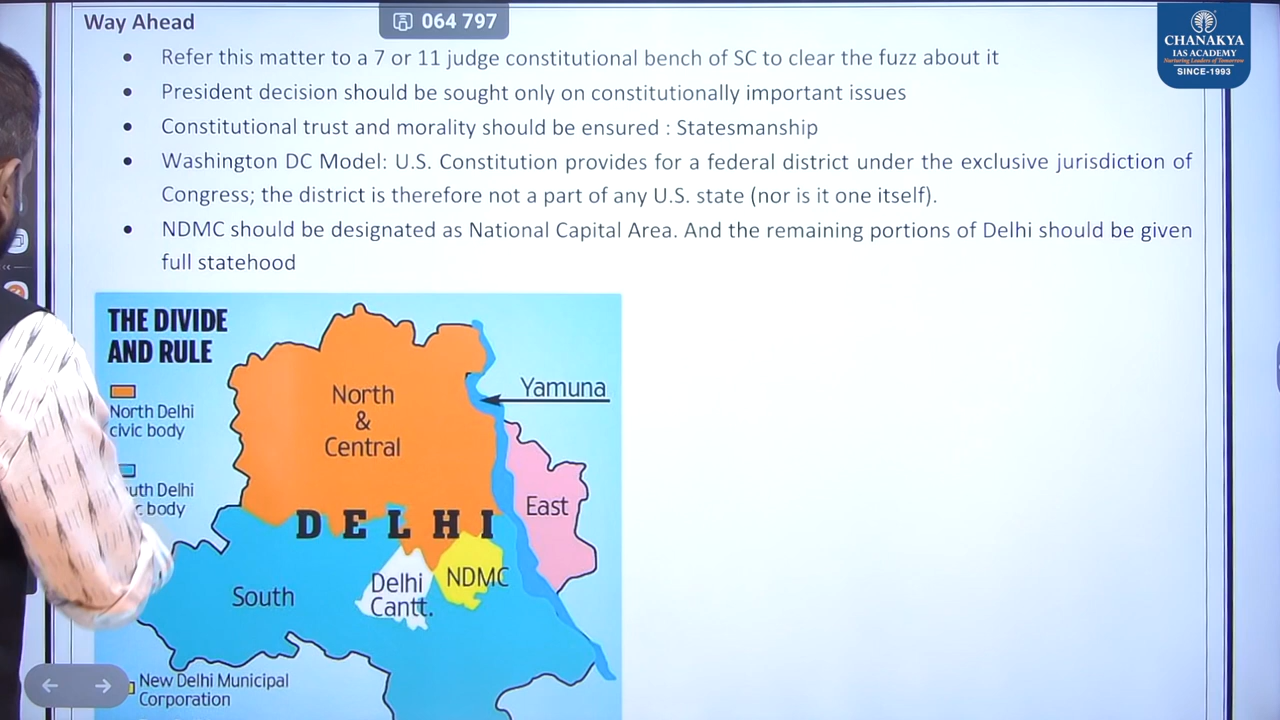 Way Ahead
064 797
CHANAKYA
IAS ACADEMY
Nurturing Leaders of Tomorrow
SINCE-1993
• Refer this matter to a 7 or 11 judge constitutional bench of SC to clear the fuzz about it
• President decision should be sought only on constitutionally important issues
• Constitutional trust and morality should be ensured : Statesmanship
• Washington DC Model: U.S. Constitution provides for a federal district under the exclusive jurisdiction of
Congress; the district is therefore not a part of any U.S. state (nor is it one itself).
• NDMC should be designated as National Capital Area. And the remaining portions of Delhi should be given
full statehood
THE DIVIDE
AND RULE
North Delhi
civic body
uth Delhi
c body
North
&
Central
Yamuna
East
DELHI
South
Delhi
Cantt.
NDMC
New Delhi Municipal
Corporation